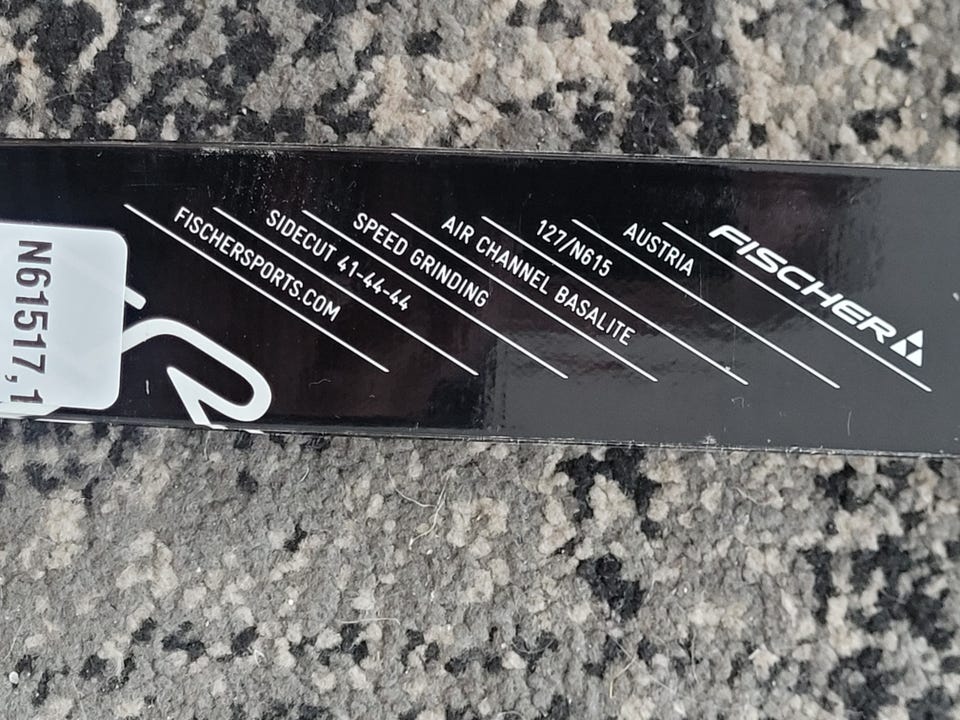 FISCHER
AUSTRIA
127/N615
AIR CHANNEL BASALITE
SPEED GRINDING
SIDECUT 41-44-44
FISCHERSPORTS.COM
N61517,1